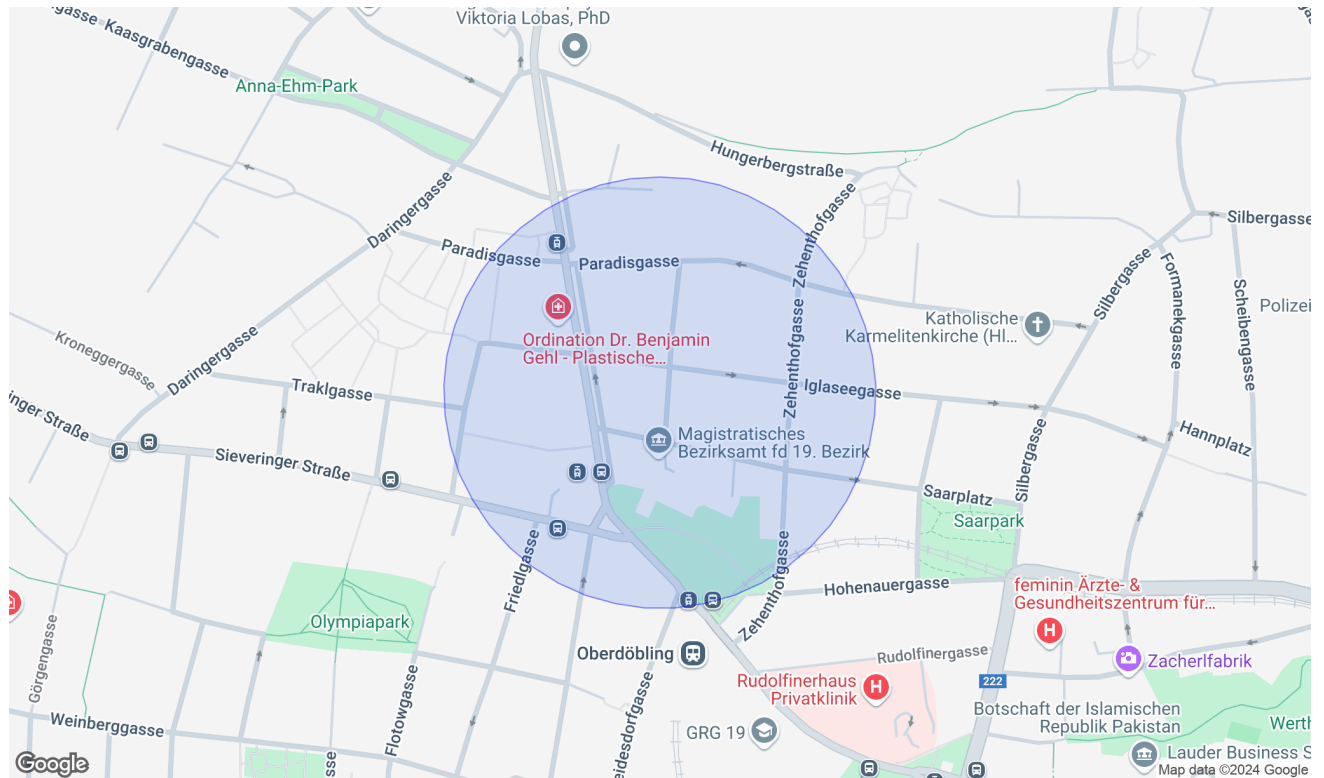 Viktoria Lobas, PhD
Kaasgrabengasse
Anna-Ehm-Park
Hungerbergstraße
Daringergasse
Zehenthofgasse
Silbergasse
Paradisgasse
Paradisgasse
Katholische
Karmelitenkirche (Hl...
Silbergasse
Formanekgasse
Scheibengasse
Polizei
Ordination Dr. Benjamin
Gehl - Plastische...
Kroneggergasse
Daringergasse
Traklgasse
Zehenthofgasse
Iglaseegasse
inger Straße
Sieveringer Straße
Magistratisches
Bezirksamt fd 19. Bezirk
Silbergasse
Hannplatz
Saarplatz
Saarpark
Friedlgasse
Zehenthofgasse
Hohenauergasse
feminin Ärzte- &
Gesundheitszentrum für...
Olympiapark
Görgengasse
Oberdöbling
Rudolfinergasse
Zacherlfabrik
Rudolfinerhaus
Privatklinik
222
Botschaft der Islamischen
Republik Pakistan
Weinberggasse
Flotowgasse
eidesdorfgasse
GRG 19
Werth
Lauder Business S
Google
Map data ©2024 Google